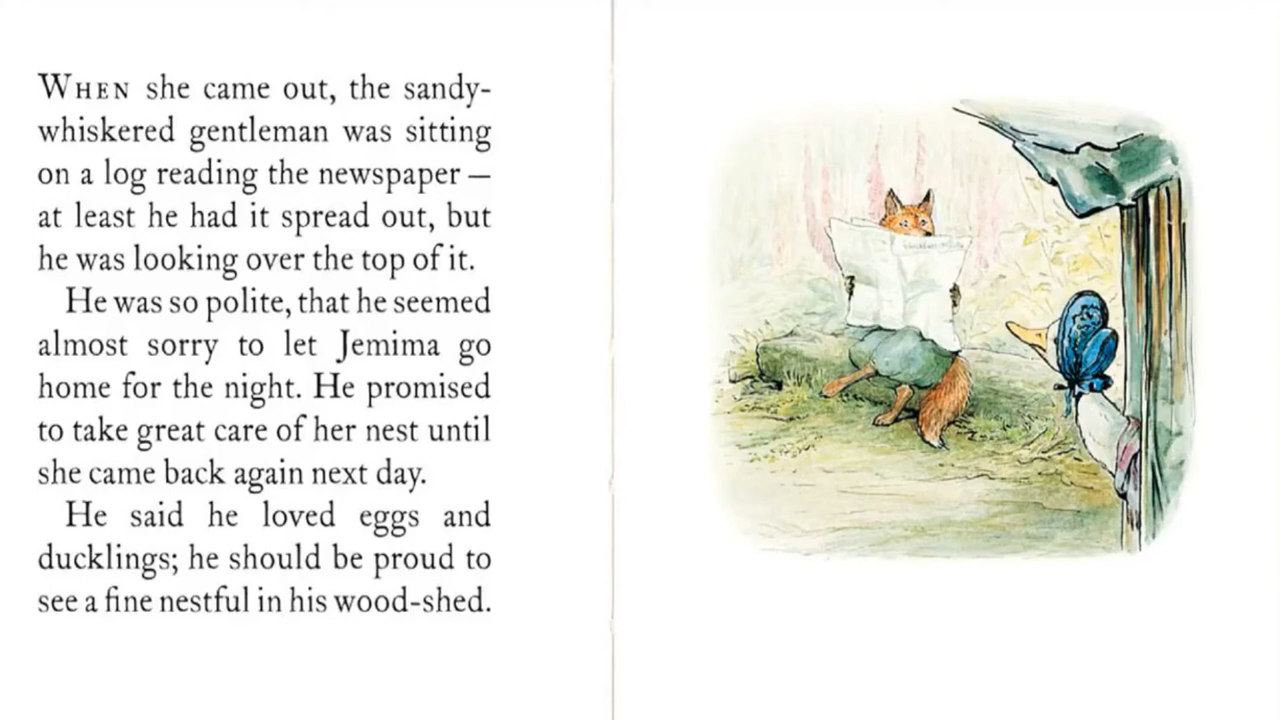 WHEN she came out, the sandy-
whiskered gentleman was sitting
on a log reading the newspaper —
at least he had it spread out, but
he was looking over the top of it.
He was so polite, that he seemed
almost sorry to let Jemima go
home for the night. He promised
to take great care of her nest until
she came back again next day.
He said he loved eggs and
ducklings; he should be proud to
see a fine nestful in his wood-shed.